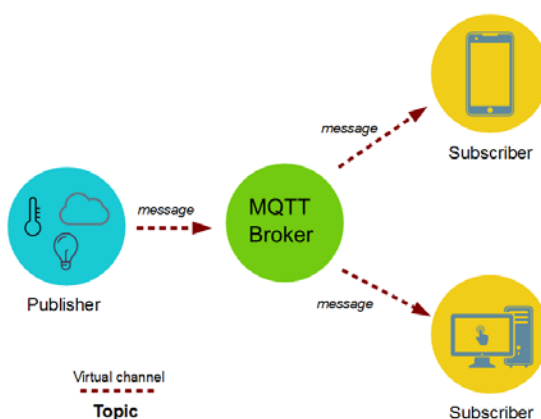 message
Subscriber
message
MQTT
Broker
Publisher
message
Subscriber
Virtual channel
Topic